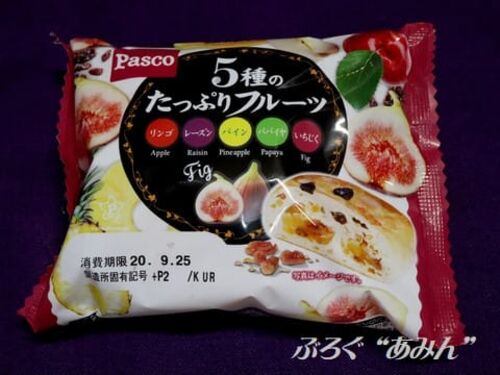 Pasco
5種の
たっぷりフルーツ
リンゴ レーズン パイン パパイヤ いちじく
Apple Raisin Pineapple Papaya Fig
Fig
消費期限 20. 9.25
製造所固有記号 +P2 /KUR
写真はイメージです。
ぶろぐ “あみん”